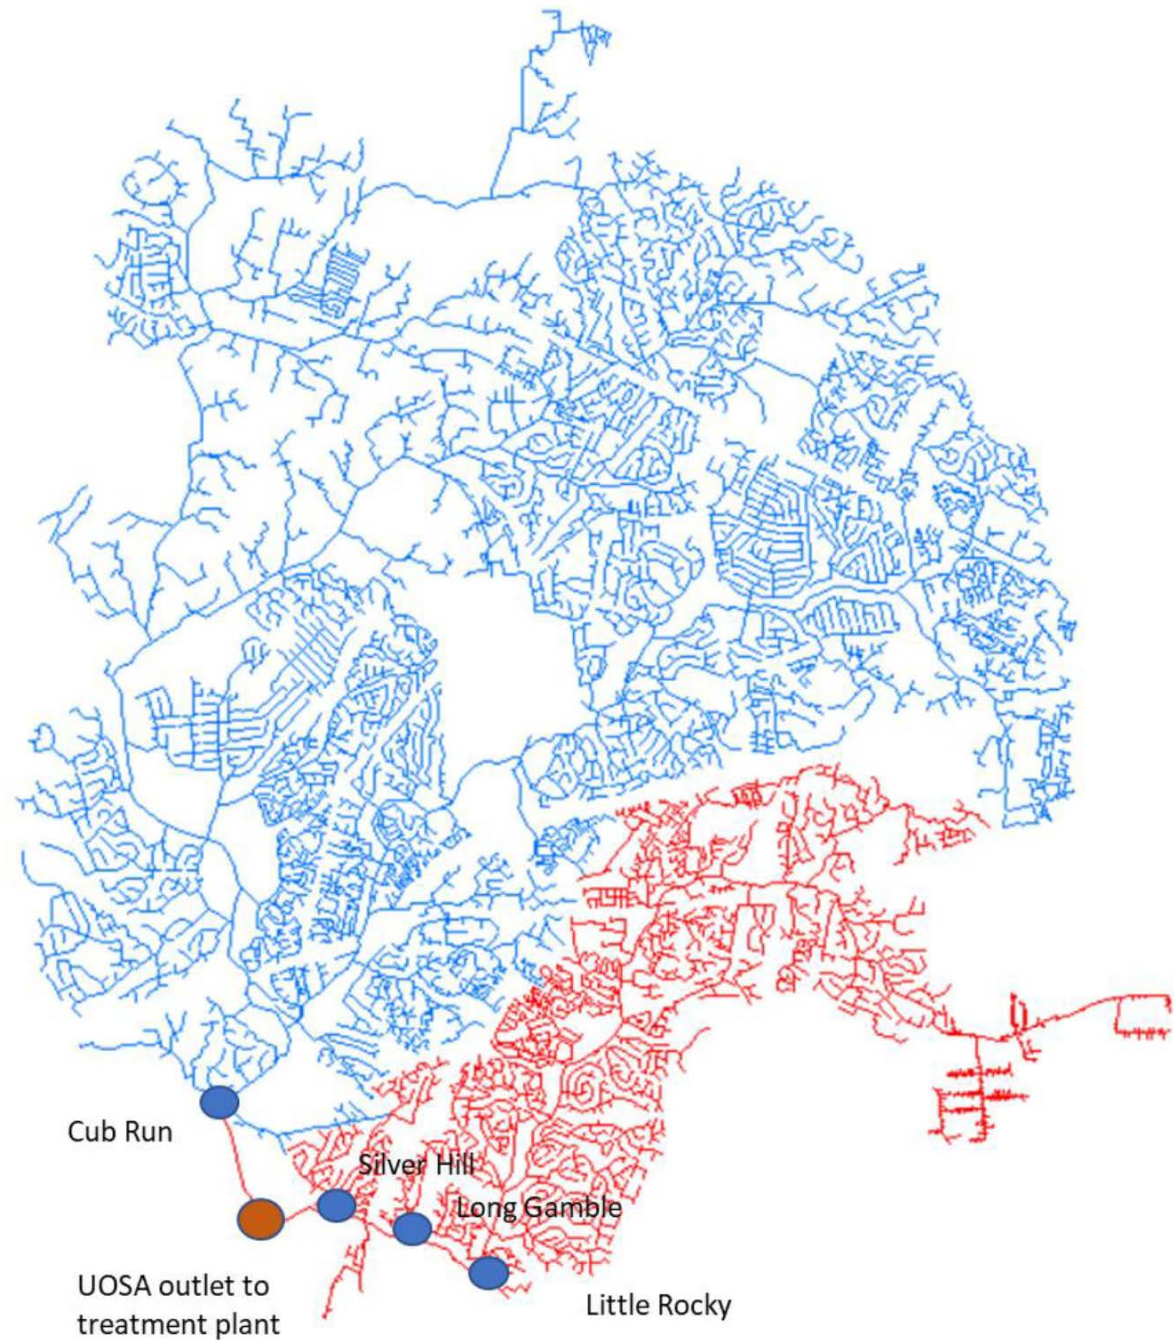 Cub Run
Silver Hill
Long Gamble
UOSA outlet to
treatment plant
Little Rocky